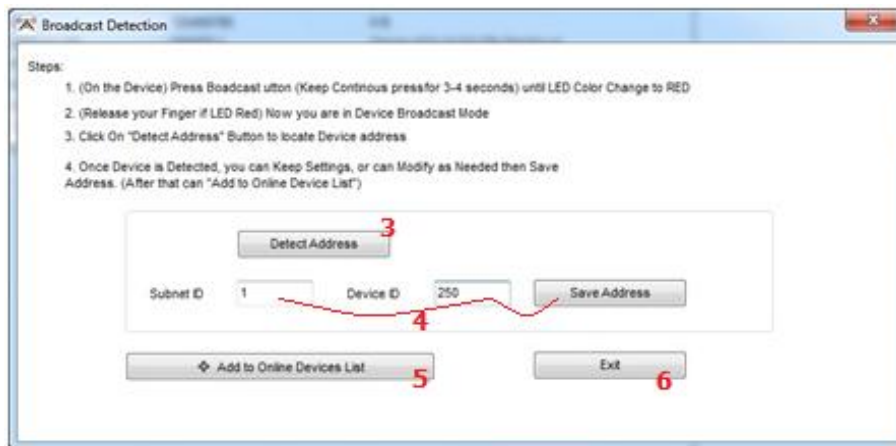 Broadcast Detection
Steps:
1. (On the Device) Press Boadcast utton (Keep Continous press for 3-4 seconds) until LED Color Change to RED
2. (Release your Finger if LED Red) Now you are in Device Broadcast Mode
3. Click On "Detect Address" Button to locate Device address
4. Once Device is Detected, you can Keep Settings, or can Modify as Needed then Save
Address. (After that can "Add to Online Device List")
3
Detect Address
Subnet ID 1 Device ID 250 Save Address
4
Add to Online Devices List 5 Exit 6